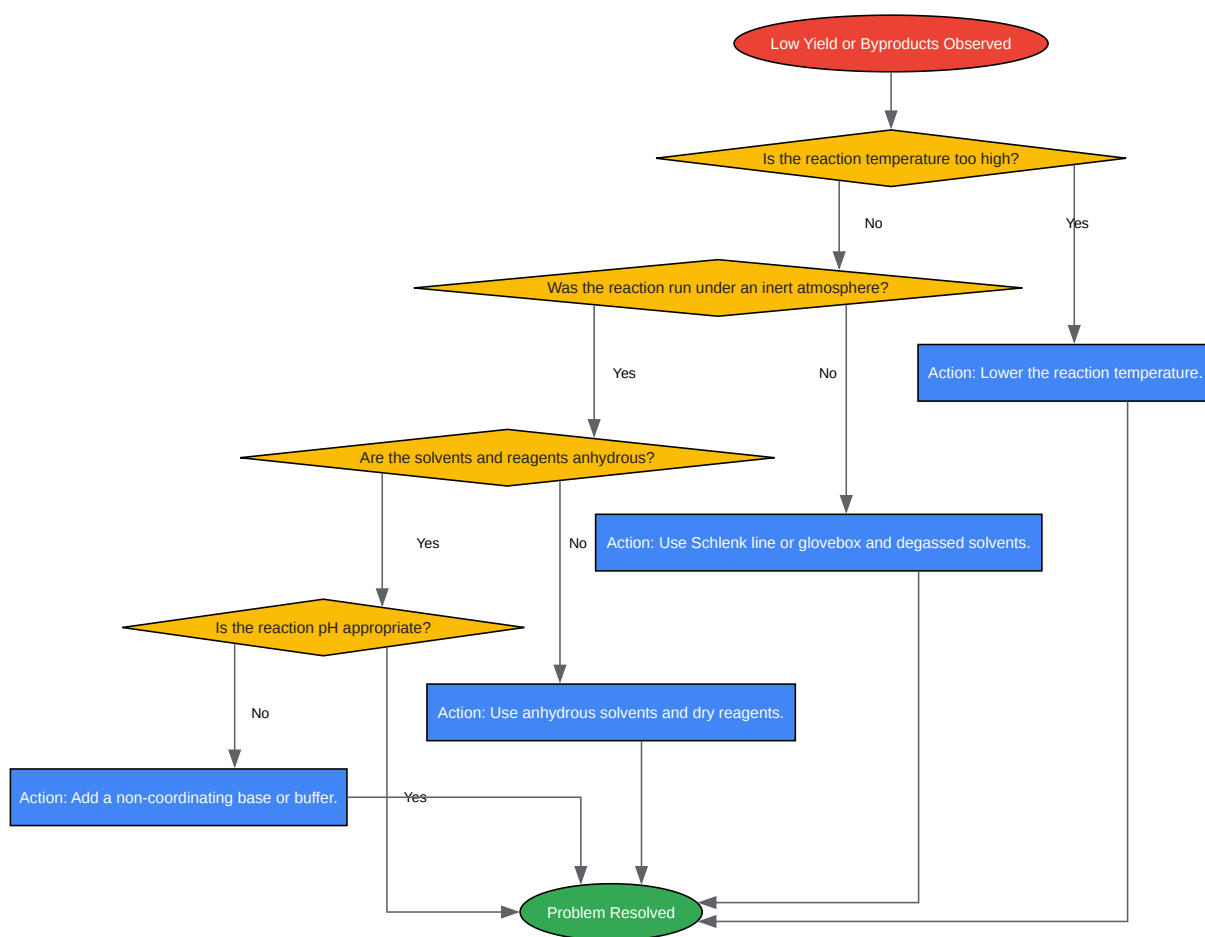 Low Yield or Byproducts Observed
Is the reaction temperature too high?
No
Yes
Was the reaction run under an inert atmosphere?
Yes
No
Action: Lower the reaction temperature.
Are the solvents and reagents anhydrous?
Yes
No
Action: Use Schlenk line or glovebox and degassed solvents.
Is the reaction pH appropriate?
No
Action: Use anhydrous solvents and dry reagents.
Action: Add a non-coordinating base or buffer.
Yes
Problem Resolved